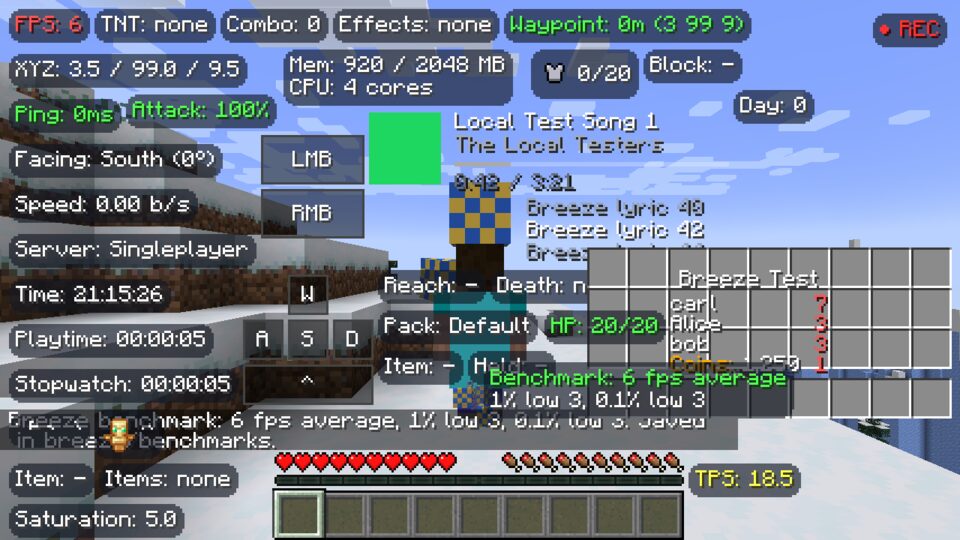 FPS: 6 TNT: none Combo: 0 Effects: none Waypoint: 0m (3 99 9)
REC
XYZ: 3.5 / 99.0 / 9.5
Mem: 920 / 2048 MB
CPU: 4 cores
0/20
Block: -
Day: 0
Ping: 0ms
Attack: 100%
Local Test Song 1
The Local Testers
0:42 / 3:21
Facing: South (0°)
LMB
Speed: 0.00 b/s
RMB
Breeze lyric 40
Breeze lyric 42
Breeze
Server: Singleplayer
Reach: - Death: n
Breeze Test
carl 7
Alice 3
bob 3
Coins: 1,250 1
Time: 21:15:26
W
Pack: Default
HP: 20/20
Playtime: 00:00:05
A S D
Item: -
Stopwatch: 00:00:05
^
Benchmark: 6 fps average
1% low 3, 0.1% low 3
Breeze benchmark: 6 fps average, 1% low 3, 0.1% low 3. Saved
in breeze benchmarks.
Item: - Items: none
TPS: 18.5
Saturation: 5.0